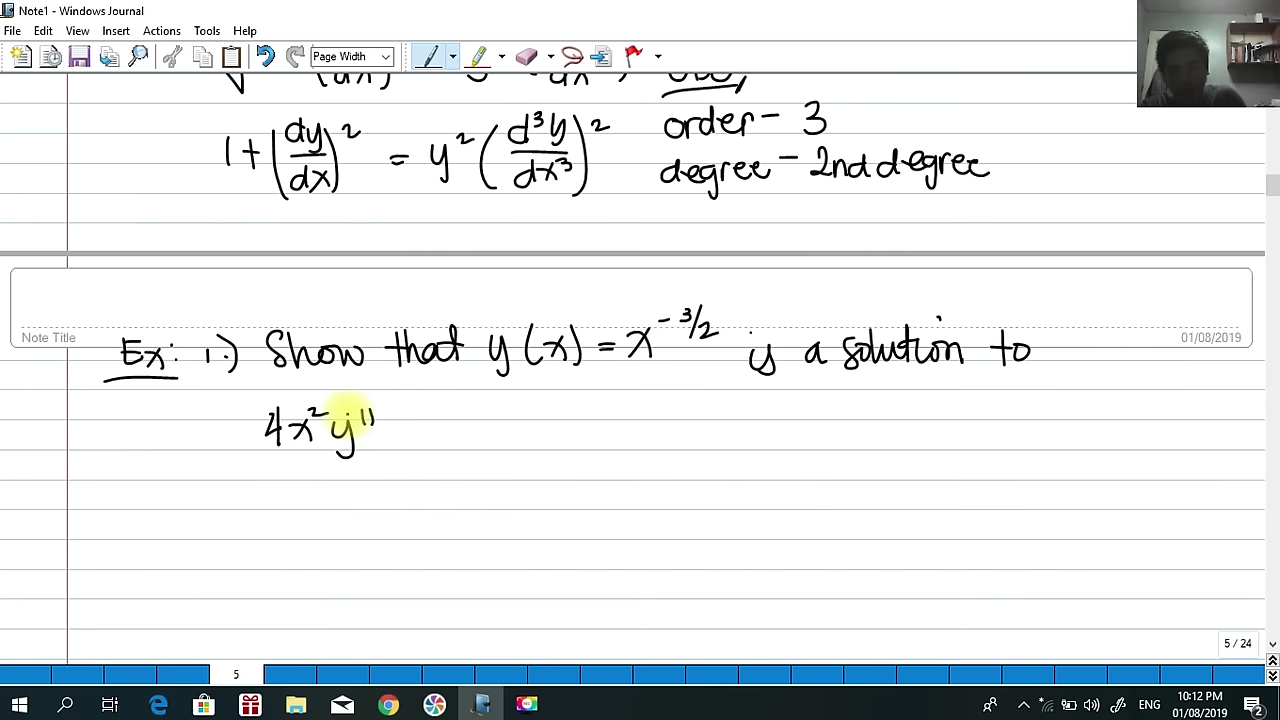 Note1 - Windows Journal
File Edit View Insert Actions Tools Help
Page Width
1 + (dy/dx)² = y² (d³y/dx³)²
order - 3
degree - 2nd degree
Note Title
01/08/2019
Ex: 1.) Show that y(x) = x^(-3/2) is a solution to
4x²y''
5 / 24
5
ENG
10:12 PM
01/08/2019
2